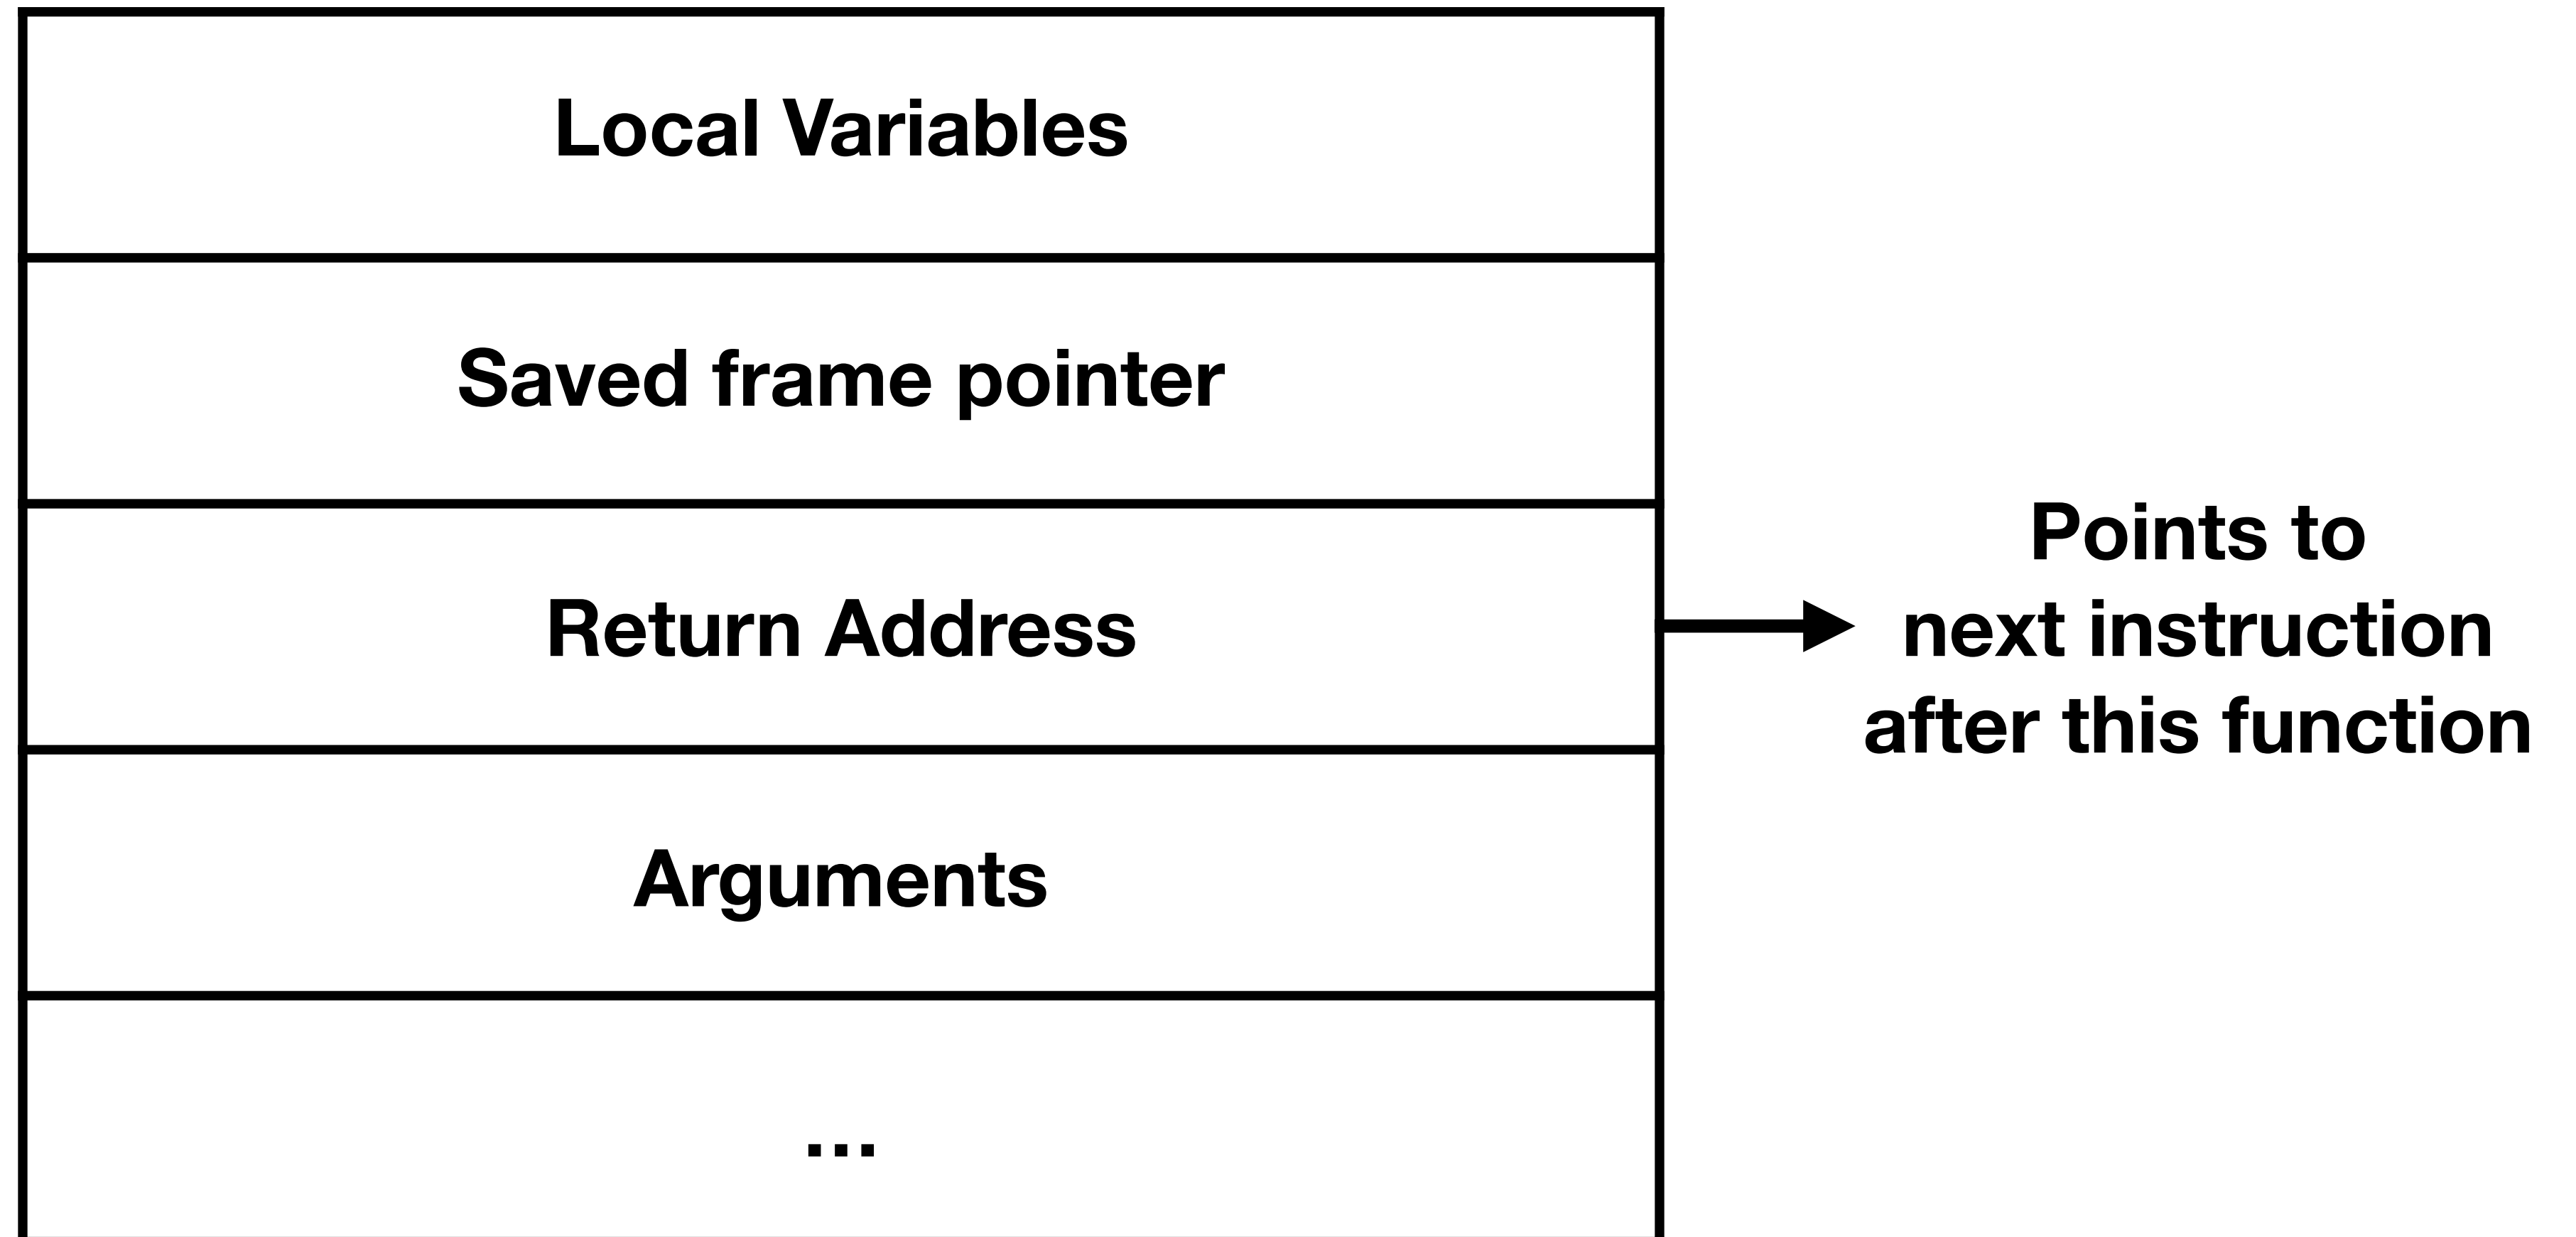 Local Variables
Saved frame pointer
Return Address
Points to
next instruction
after this function
Arguments
...